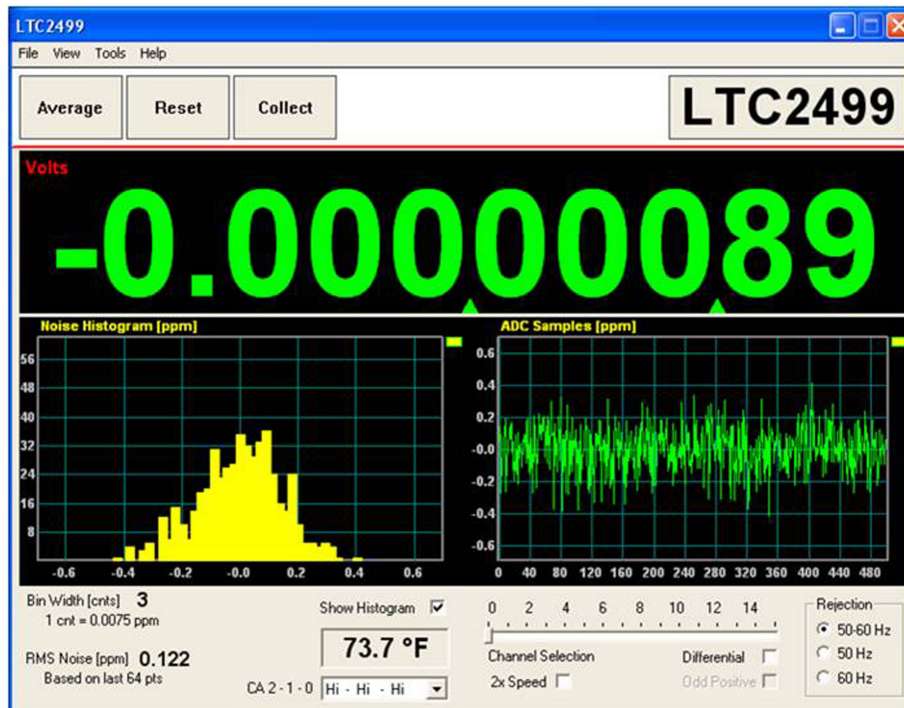 LTC2499
File View Tools Help
Average Reset Collect LTC2499
Volts
-0.00000089
Noise Histogram [ppm]
56
48
40
32
24
16
8
-0.6 -0.4 -0.2 -0.0 0.2 0.4 0.6
ADC Samples [ppm]
0.6
0.4
0.2
-0.0
-0.2
-0.4
-0.6
0 40 80 120 160 200 240 280 320 360 400 440 480
Bin Width [cnts] 3
1 cnt = 0.0075 ppm
RMS Noise [ppm] 0.122
Based on last 64 pts
Show Histogram
73.7 °F
CA 2 - 1 - 0 Hi - Hi - Hi
0 2 4 6 8 10 12 14
Channel Selection Differential
2x Speed Odd Positive
Rejection
50-60 Hz
50 Hz
60 Hz